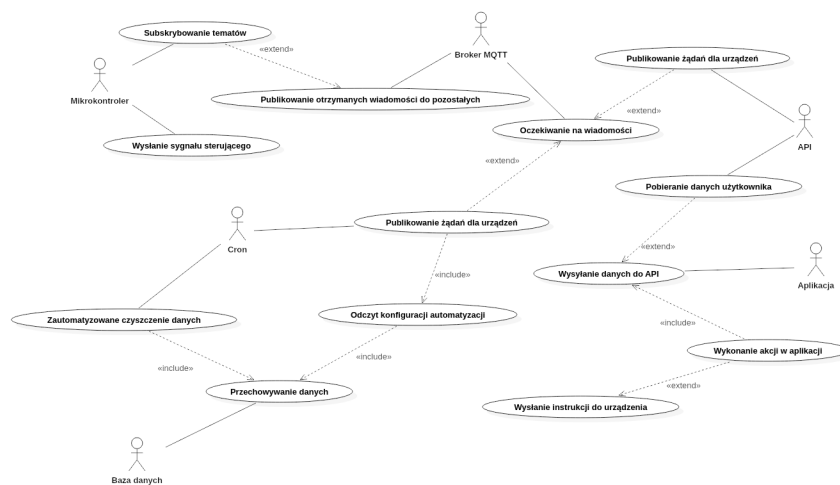 Subskrybowanie tematów
«extend»
Broker MQTT
Publikowanie żądań dla urządzeń
Mikrokontroler
Publikowanie otrzymanych wiadomości do pozostałych
«extend»
Oczekiwanie na wiadomości
API
Wysłanie sygnału sterującego
«extend»
Pobieranie danych użytkownika
Publikowanie żądań dla urządzeń
Cron
«extend»
«include»
Wysyłanie danych do API
Aplikacja
Zautomatyzowane czyszczenie danych
Odczyt konfiguracji automatyzacji
«include»
Wykonanie akcji w aplikacji
«include»
«include»
«extend»
Przechowywanie danych
Wysłanie instrukcji do urządzenia
Baza danych